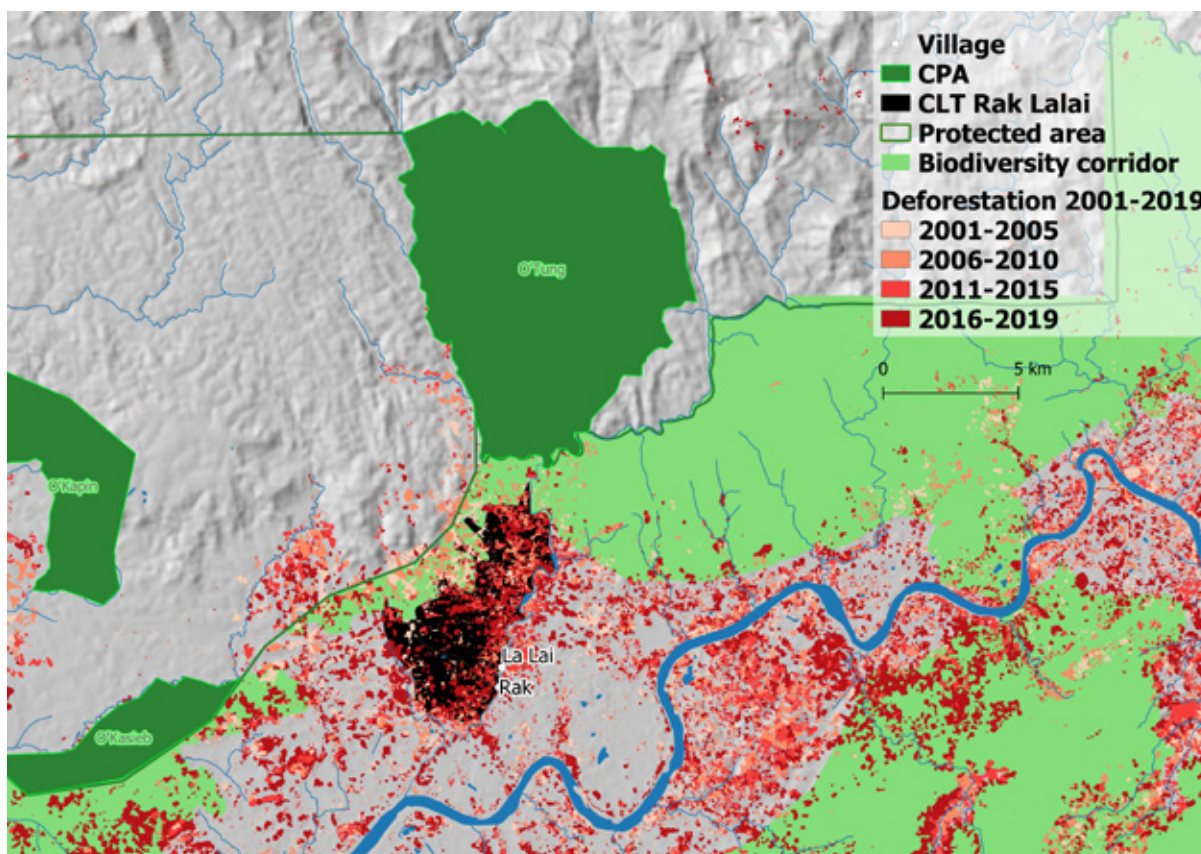 Village
CPA
CLT Rak Lalai
Protected area
Biodiversity corridor
Deforestation 2001-2019
2001-2005
2006-2010
2011-2015
2016-2019
0 5 km
O'Tung
O'Kapin
La Lai
Rak
O'Kasieb